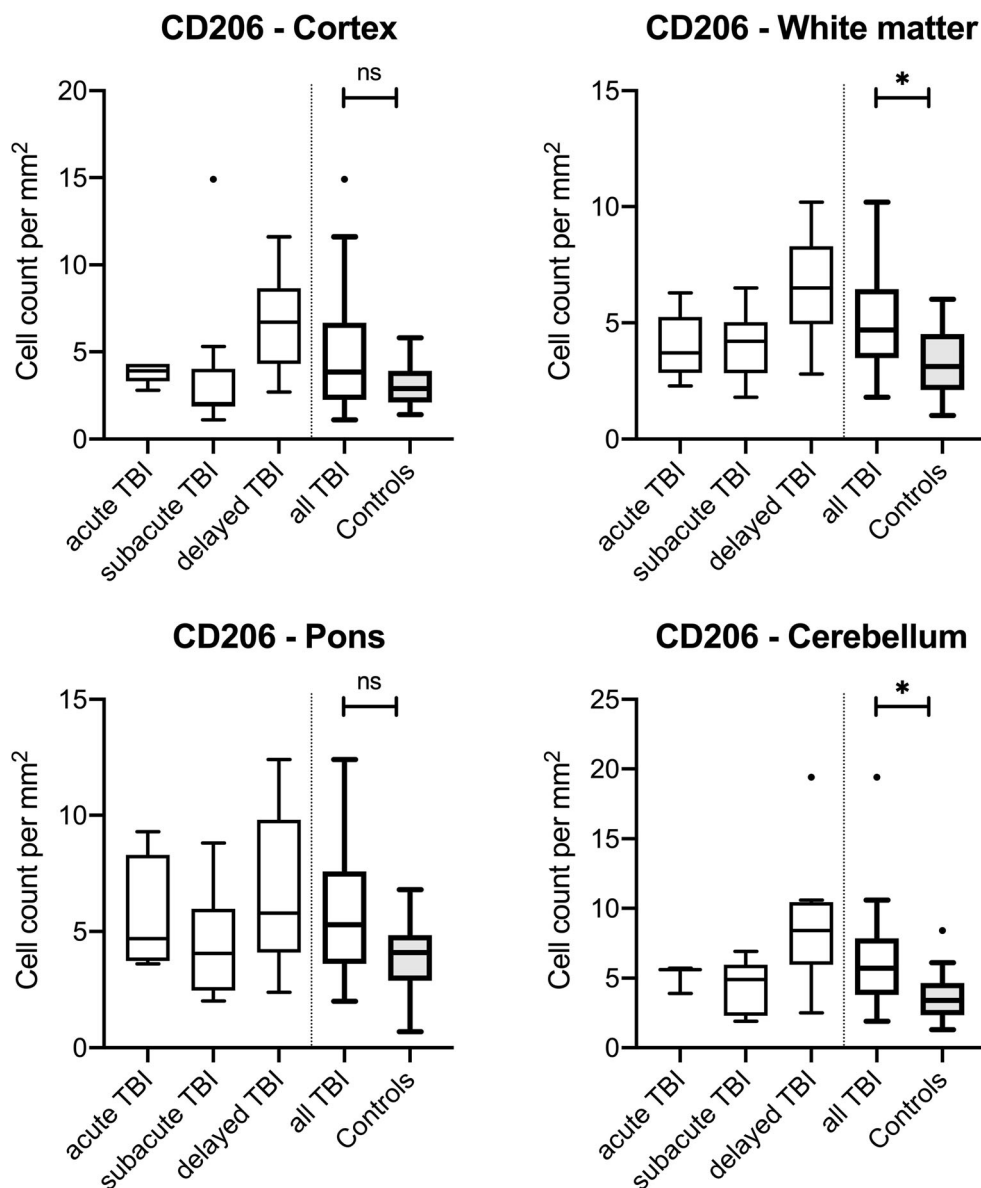 CD206 - Cortex
ns
20
15
10
5
0
Cell count per mm²
acute TBI
subacute TBI
delayed TBI
all TBI
Controls
CD206 - White matter
*
15
10
5
0
Cell count per mm²
acute TBI
subacute TBI
delayed TBI
all TBI
Controls
CD206 - Pons
ns
15
10
5
0
Cell count per mm²
acute TBI
subacute TBI
delayed TBI
all TBI
Controls
CD206 - Cerebellum
*
25
20
15
10
5
0
Cell count per mm²
acute TBI
subacute TBI
delayed TBI
all TBI
Controls